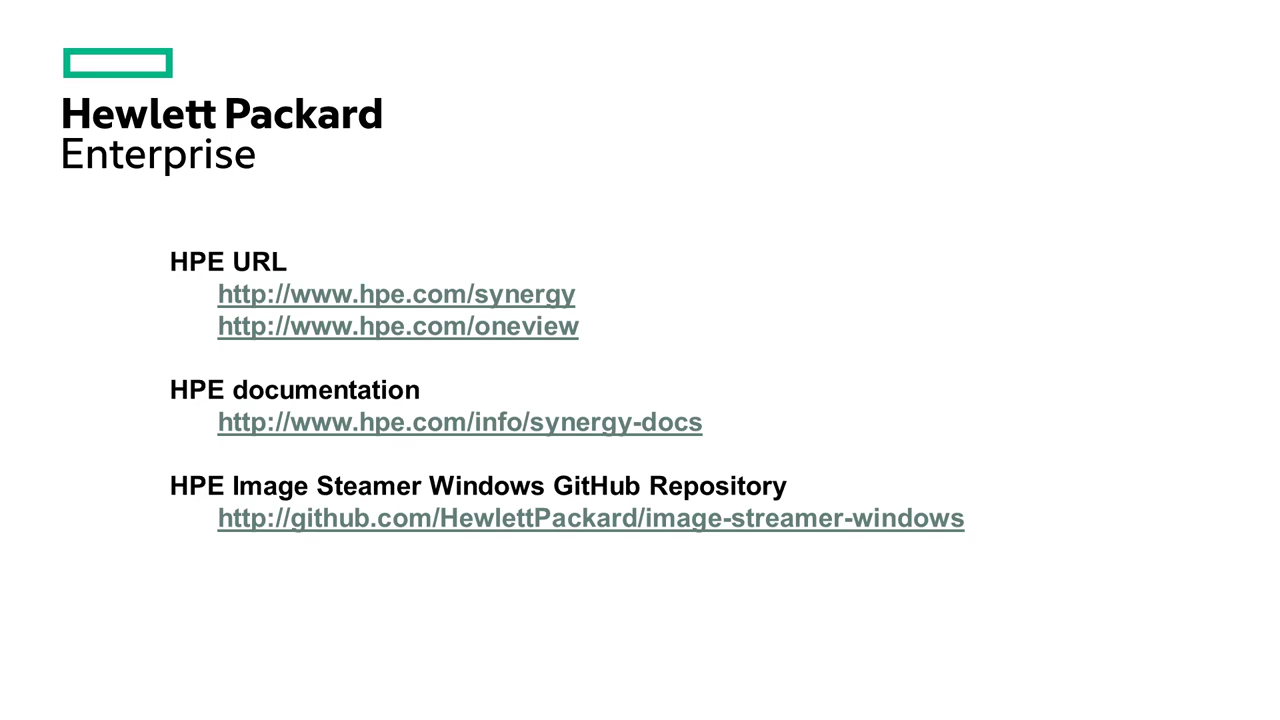 Hewlett Packard
Enterprise
HPE URL
http://www.hpe.com/synergy
http://www.hpe.com/oneview
HPE documentation
http://www.hpe.com/info/synergy-docs
HPE Image Steamer Windows GitHub Repository
http://github.com/HewlettPackard/image-streamer-windows